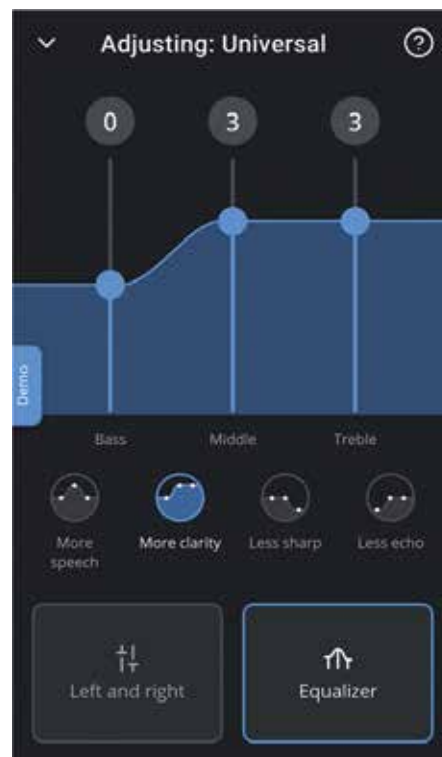 Adjusting: Universal
?
0 3 3
Demo
Bass Middle Treble
More speech
More clarity
Less sharp
Less echo
Left and right
Equalizer